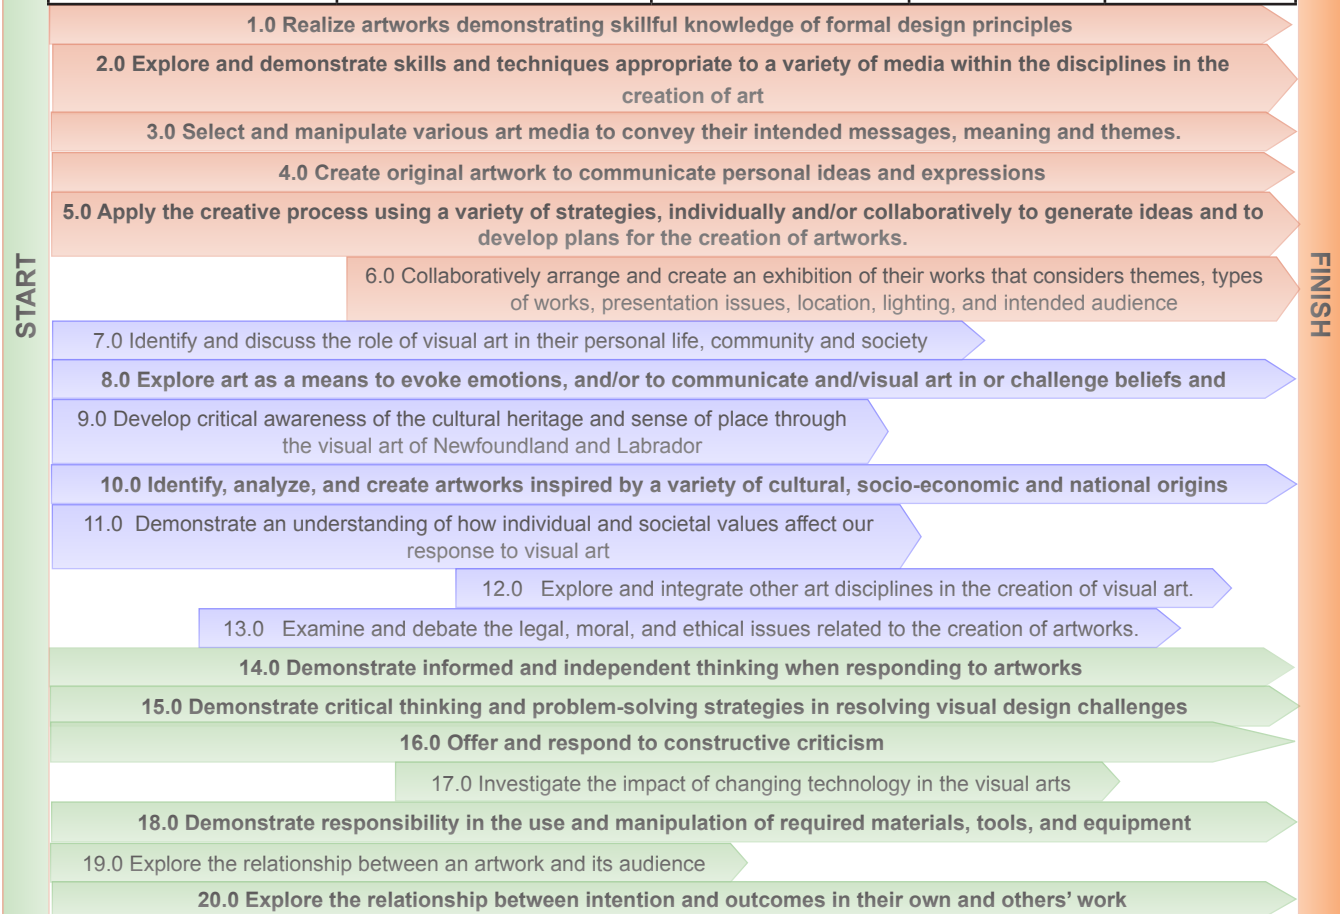 1.0 Realize artworks demonstrating skillful knowledge of formal design principles
2.0 Explore and demonstrate skills and techniques appropriate to a variety of media within the disciplines in the
creation of art
3.0 Select and manipulate various art media to convey their intended messages, meaning and themes.
4.0 Create original artwork to communicate personal ideas and expressions
5.0 Apply the creative process using a variety of strategies, individually and/or collaboratively to generate ideas and to
develop plans for the creation of artworks.
START
6.0 Collaboratively arrange and create an exhibition of their works that considers themes, types
of works, presentation issues, location, lighting, and intended audience
FINISH
7.0 Identify and discuss the role of visual art in their personal life, community and society
8.0 Explore art as a means to evoke emotions, and/or to communicate and/visual art in or challenge beliefs and
9.0 Develop critical awareness of the cultural heritage and sense of place through
the visual art of Newfoundland and Labrador
10.0 Identify, analyze, and create artworks inspired by a variety of cultural, socio-economic and national origins
11.0 Demonstrate an understanding of how individual and societal values affect our
response to visual art
12.0 Explore and integrate other art disciplines in the creation of visual art.
13.0 Examine and debate the legal, moral, and ethical issues related to the creation of artworks.
14.0 Demonstrate informed and independent thinking when responding to artworks
15.0 Demonstrate critical thinking and problem-solving strategies in resolving visual design challenges
16.0 Offer and respond to constructive criticism
17.0 Investigate the impact of changing technology in the visual arts
18.0 Demonstrate responsibility in the use and manipulation of required materials, tools, and equipment
19.0 Explore the relationship between an artwork and its audience
20.0 Explore the relationship between intention and outcomes in their own and others' work